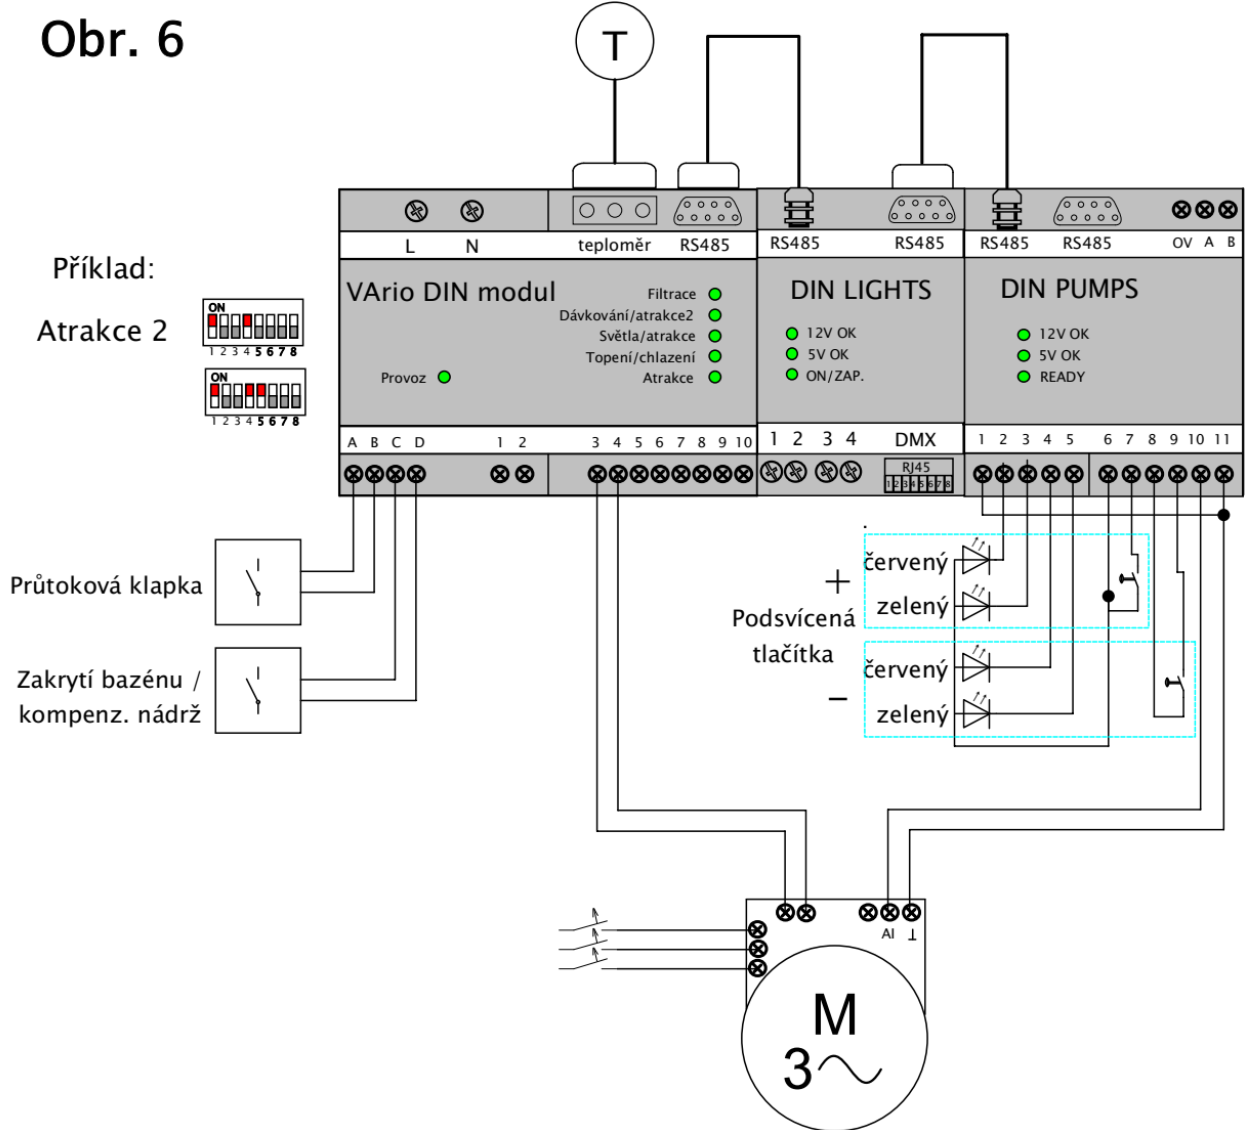 Obr. 6
T
L N teploměr RS485 RS485 RS485 RS485 RS485 OV A B
Příklad:
Atrakce 2
ON
1 2 3 4 5 6 7 8
ON
1 2 3 4 5 6 7 8
VArio DIN modul
Filtrace
Dávkování/atrakce2
Světla/atrakce
Topení/chlazení
Provoz
Atrakce
DIN LIGHTS
12V OK
5V OK
ON/ZAP.
DIN PUMPS
12V OK
5V OK
READY
A B C D 1 2 3 4 5 6 7 8 9 10 1 2 3 4 DMX 1 2 3 4 5 6 7 8 9 10 11
RJ45
1 2 3 4 5 6 7 8
Průtoková klapka
Zakrytí bazénu /
kompenz. nádrž
+
Podsvícená
tlačítka
−
červený
zelený
červený
zelený
AI ⊥
M
3~